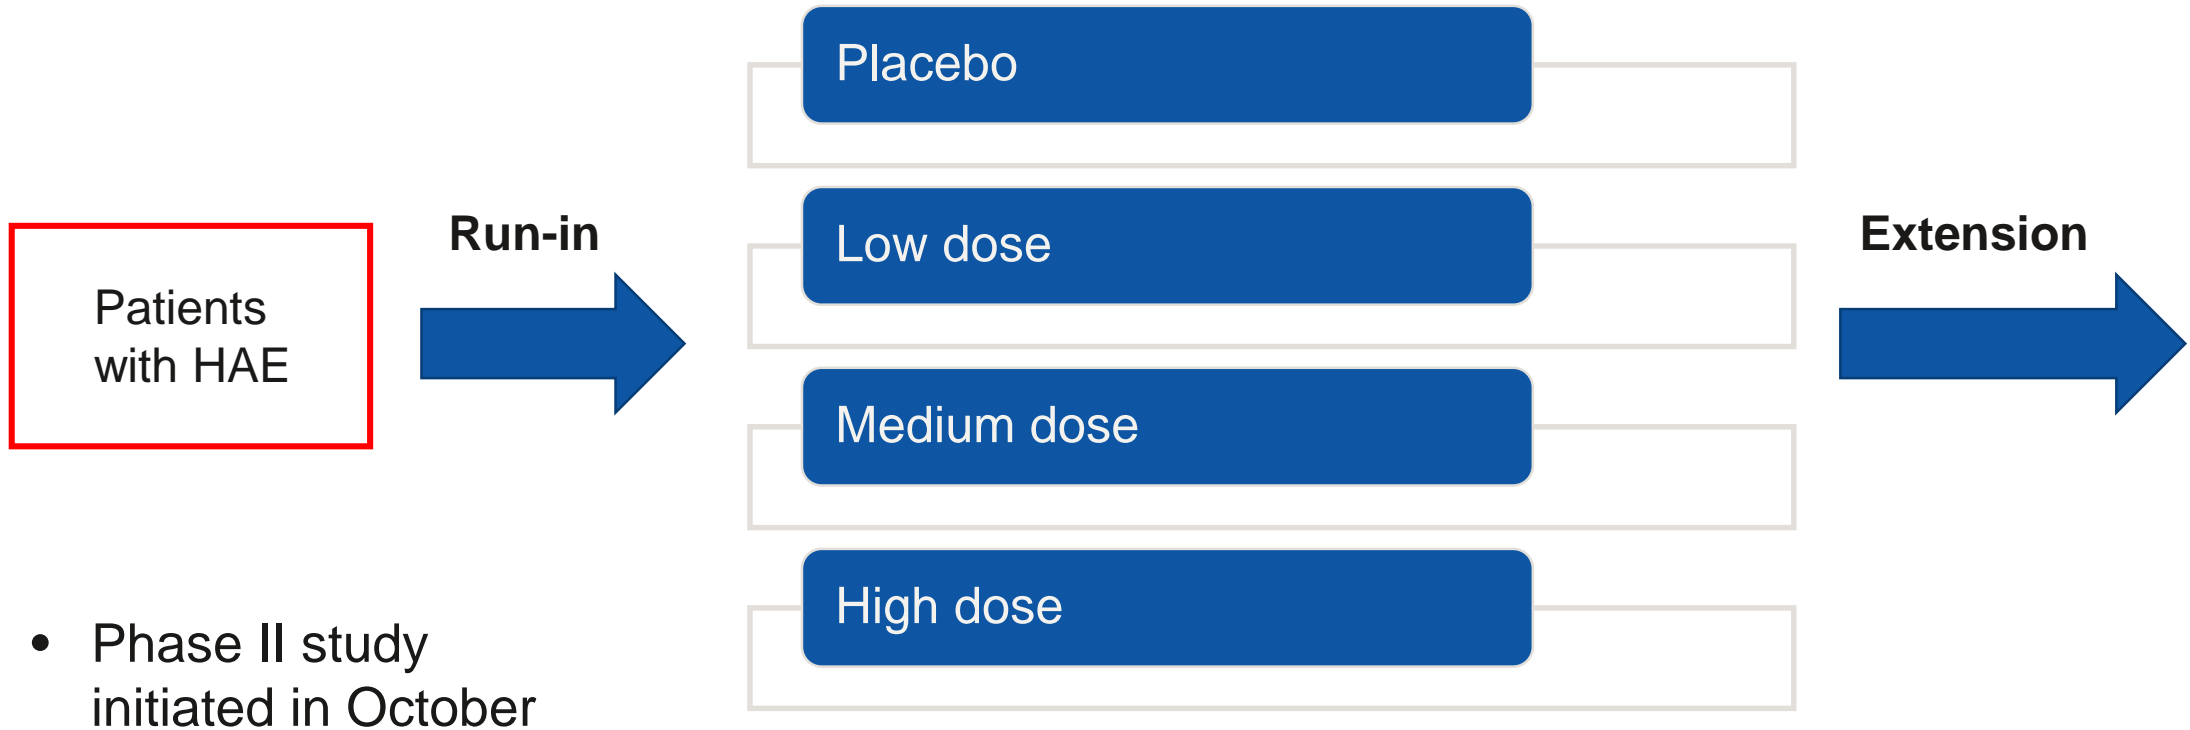 Placebo
Run-in
Low dose
Extension
Patients
with HAE
Medium dose
High dose
• Phase II study
initiated in October